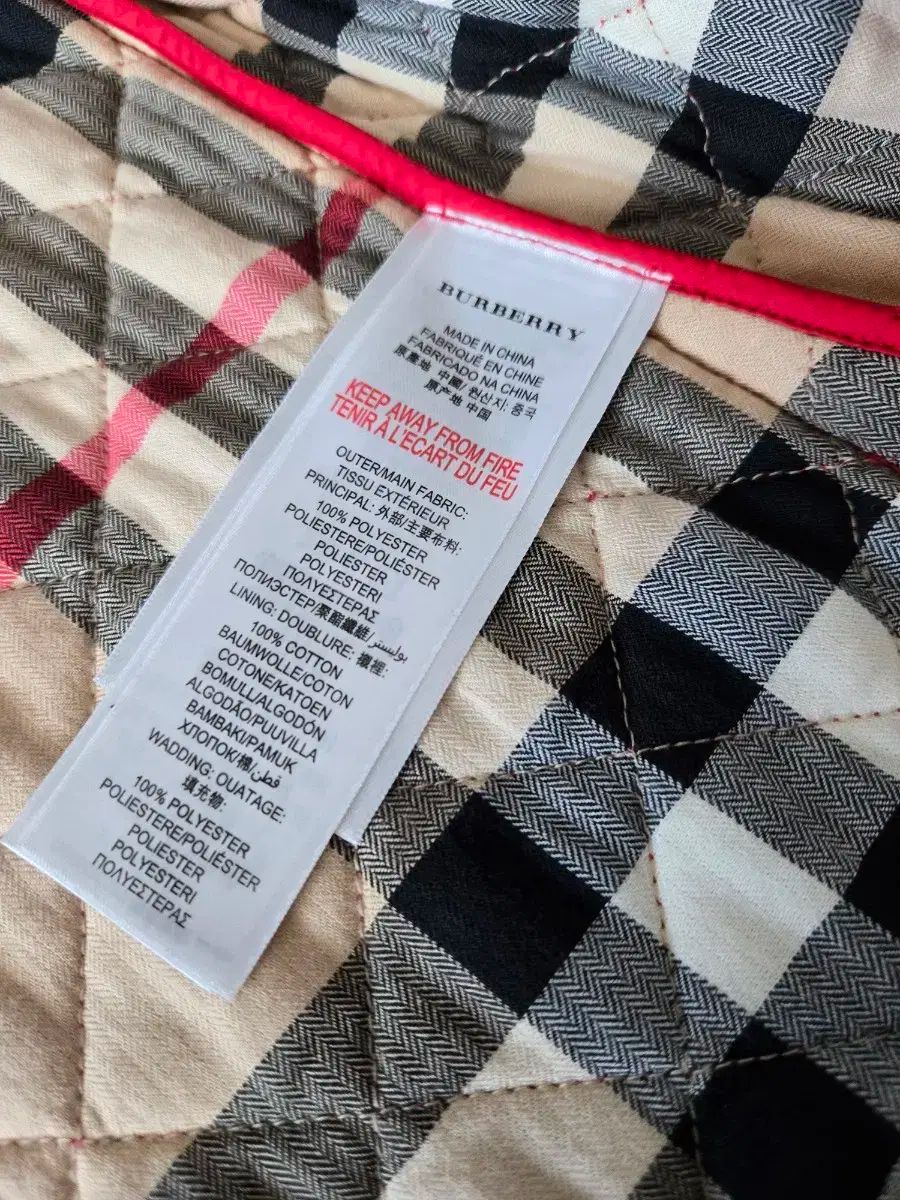 BURBERRY
MADE IN CHINA
FABRIQUÉ EN CHINE
FABRICADO NA CHINA
原產地 中國/ 원산지: 중국
原产地 中国
KEEP AWAY FROM FIRE
TENIR À L'ECART DU FEU
OUTER/MAIN FABRIC:
TISSU EXTÉRIEUR
PRINCIPAL: 外部/主要布料:
100% POLYESTER
POLIESTERE/POLIÉSTER
POLIESTER
POLYESTERI
ΠΟΛΥΕΣΤΕΡΑΣ
ПОЛИЭСТЕР/聚酯纖維/بوليستر
LINING: DOUBLURE: 襯裡:
100% COTTON
BAUMWOLLE/COTON
COTONE/KATOEN
BOMULL/ALGODÓN
ALGODÃO/PUUVILLA
BAMBAKI/PAMUK
ХЛОПОК/棉/قطن
WADDING: OUATAGE:
填充物:
100% POLYESTER
POLIESTERE/POLIÉSTER
POLIESTER
POLYESTERI
ΠΟΛΥΕΣΤΕΡΑΣ